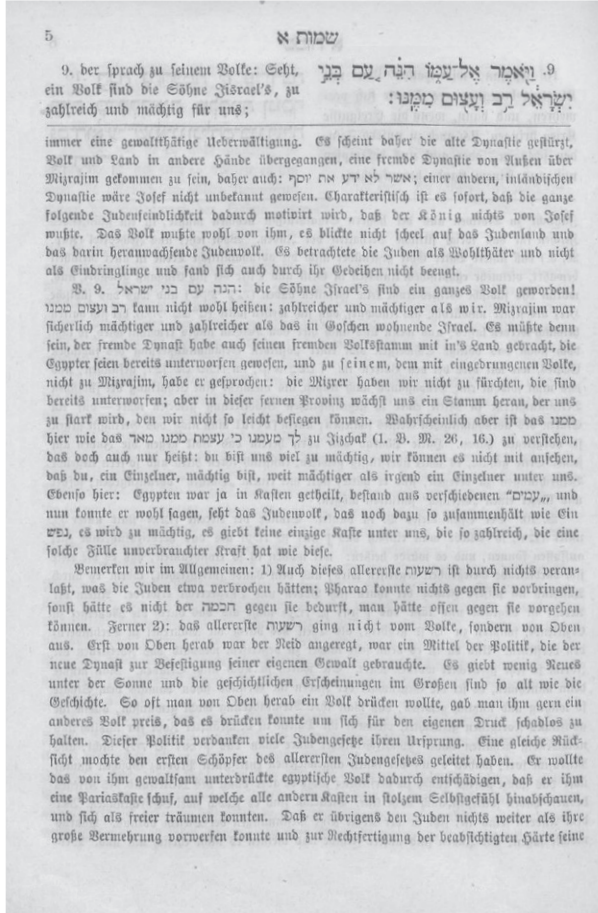 5
שמות א
9. der sprach zu seinem Volke: Seht,
ein Volk sind die Söhne Jisrael's, zu
zahlreich und mächtig für uns;
9. וַיֹּאמֶר אֶל־עַמּוֹ הִנֵּה עַם בְּנֵי
יִשְׂרָאֵל רַב וְעָצוּם מִמֶּנּוּ:
immer eine gewaltthätige Ueberwältigung. Es scheint daher die alte Dynastie gestürzt,
Volk und Land in andere Hände übergegangen, eine fremde Dynastie von Außen über
Mizrajim gekommen zu sein, daher auch: אשר לא ידע את יוסף; einer andern, inländischen
Dynastie wäre Josef nicht unbekannt gewesen. Charakteristisch ist es sofort, daß die ganze
folgende Judenfeindlichkeit dadurch motivirt wird, daß der König nichts von Josef
wußte. Das Volk wußte wohl von ihm, es blickte nicht scheel auf das Judenland und
das darin heranwachsende Judenvolk. Es betrachtete die Juden als Wohlthäter und nicht
als Eindringlinge und fand sich auch durch ihr Gedeihen nicht beengt.
V. 9. הנה עם בני ישראל: die Söhne Israel's sind ein ganzes Volk geworden!
רב ועצום ממנו kann nicht wohl heißen: zahlreicher und mächtiger als wir. Mizrajim war
sicherlich mächtiger und zahlreicher als das in Goschen wohnende Israel. Es müßte denn
sein, der fremde Dynast habe auch seinen fremden Volksstamm mit in's Land gebracht, die
Egypter seien bereits unterworfen gewesen, und zu seinem, dem mit eingedrungenen Volke,
nicht zu Mizrajim, habe er gesprochen: die Mizrer haben wir nicht zu fürchten, die sind
bereits unterworfen; aber in dieser fernen Provinz wächst uns ein Stamm heran, der uns
zu stark wird, den wir nicht so leicht besiegen können. Wahrscheinlich aber ist das ממנו
hier wie das לך מעמנו כי עצמת ממנו מאד zu Jizchak (1. B. M. 26, 16.) zu verstehen,
das doch auch nur heißt: du bist uns viel zu mächtig, wir können es nicht mit ansehen,
daß du, ein Einzelner, mächtig bist, weit mächtiger als irgend ein Einzelner unter uns.
Ebenso hier: Egypten war ja in Kasten getheilt, bestand aus verschiedenen „עמים“, und
nun konnte er wohl sagen, seht das Judenvolk, das noch dazu so zusammenhält wie Ein
נפש, es wird zu mächtig, es giebt keine einzige Kaste unter uns, die so zahlreich, die eine
solche Fülle unverbrauchter Kraft hat wie diese.
Bemerken wir im Allgemeinen: 1) Auch dieses allererste רשעות ist durch nichts veran-
laßt, was die Juden etwa verbrochen hätten; Pharao konnte nichts gegen sie vorbringen,
sonst hätte es nicht der הכמה gegen sie bedurft, man hätte offen gegen sie vorgehen
können. Ferner 2): das allererste רשעות ging nicht vom Volke, sondern von Oben
aus. Erst von Oben herab war der Neid angeregt, war ein Mittel der Politik, die der
neue Dynast zur Befestigung seiner eigenen Gewalt gebrauchte. Es giebt wenig Neues
unter der Sonne und die geschichtlichen Erscheinungen im Großen sind so alt wie die
Geschichte. So oft man von Oben herab ein Volk drücken wollte, gab man ihm gern ein
anderes Volk preis, das es drücken konnte um sich für den eigenen Druck schadlos zu
halten. Dieser Politik verdanken viele Judengesetze ihren Ursprung. Eine gleiche Rück-
sicht mochte den ersten Schöpfer des allerersten Judengesetzes geleitet haben. Er wollte
das von ihm gewaltsam unterdrückte egyptische Volk dadurch entschädigen, daß er ihm
eine Pariaskaste schuf, auf welche alle andern Kasten in stolzem Selbstgefühl hinabschauen,
und sich als freier träumen konnten. Daß er übrigens den Juden nichts weiter als ihre
große Vermehrung vorwerfen konnte und zur Rechtfertigung der beabsichtigten Härte seine